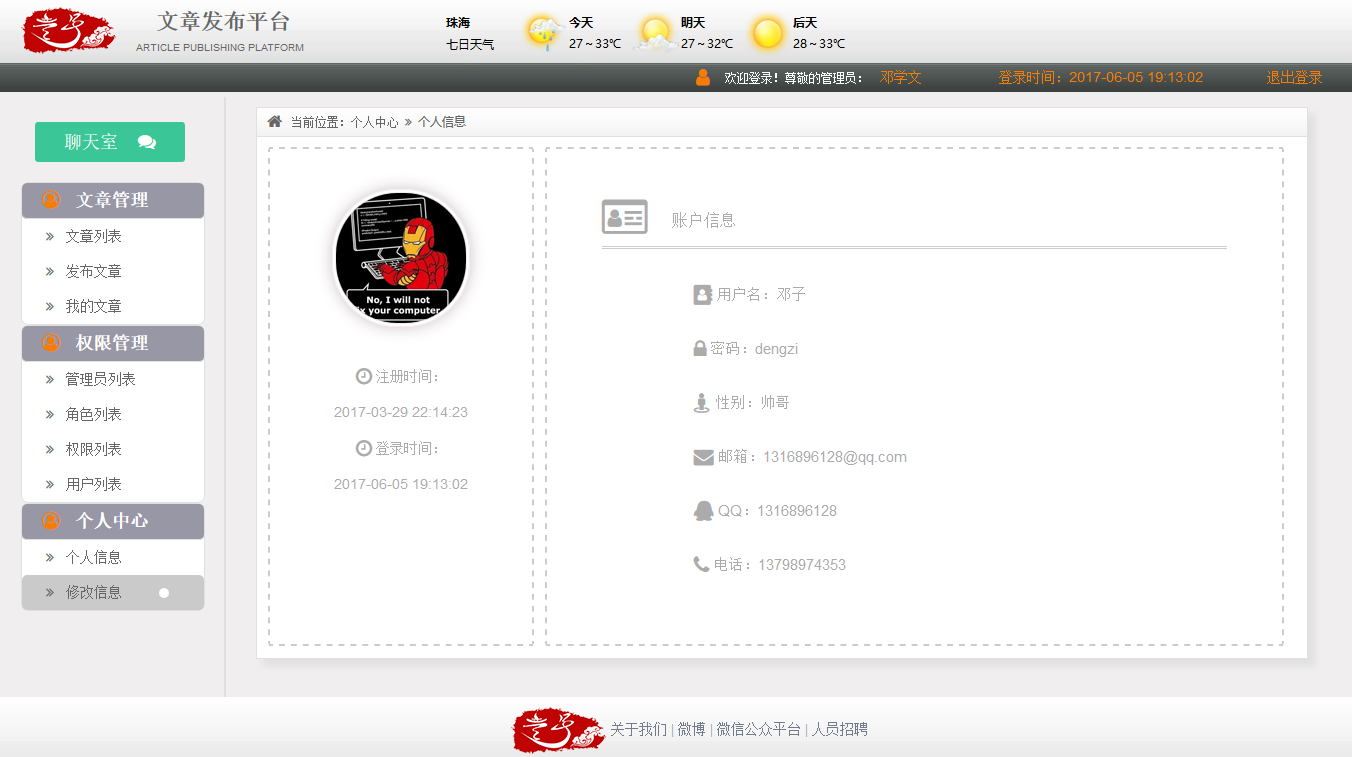 文章发布平台
ARTICLE PUBLISHING PLATFORM
珠海
七日天气
今天
27～33℃
明天
27～32℃
后天
28～33℃
欢迎登录！尊敬的管理员： 邓学文
登录时间：2017-06-05 19:13:02
退出登录
聊天室
文章管理
文章列表
发布文章
我的文章
权限管理
管理员列表
角色列表
权限列表
用户列表
个人中心
个人信息
修改信息
当前位置：个人中心 » 个人信息
No, I will not
x your computer
注册时间：
2017-03-29 22:14:23
登录时间：
2017-06-05 19:13:02
账户信息
用户名：邓子
密码：dengzi
性别：帅哥
邮箱：1316896128@qq.com
QQ：1316896128
电话：13798974353
关于我们 | 微博 | 微信公众平台 | 人员招聘